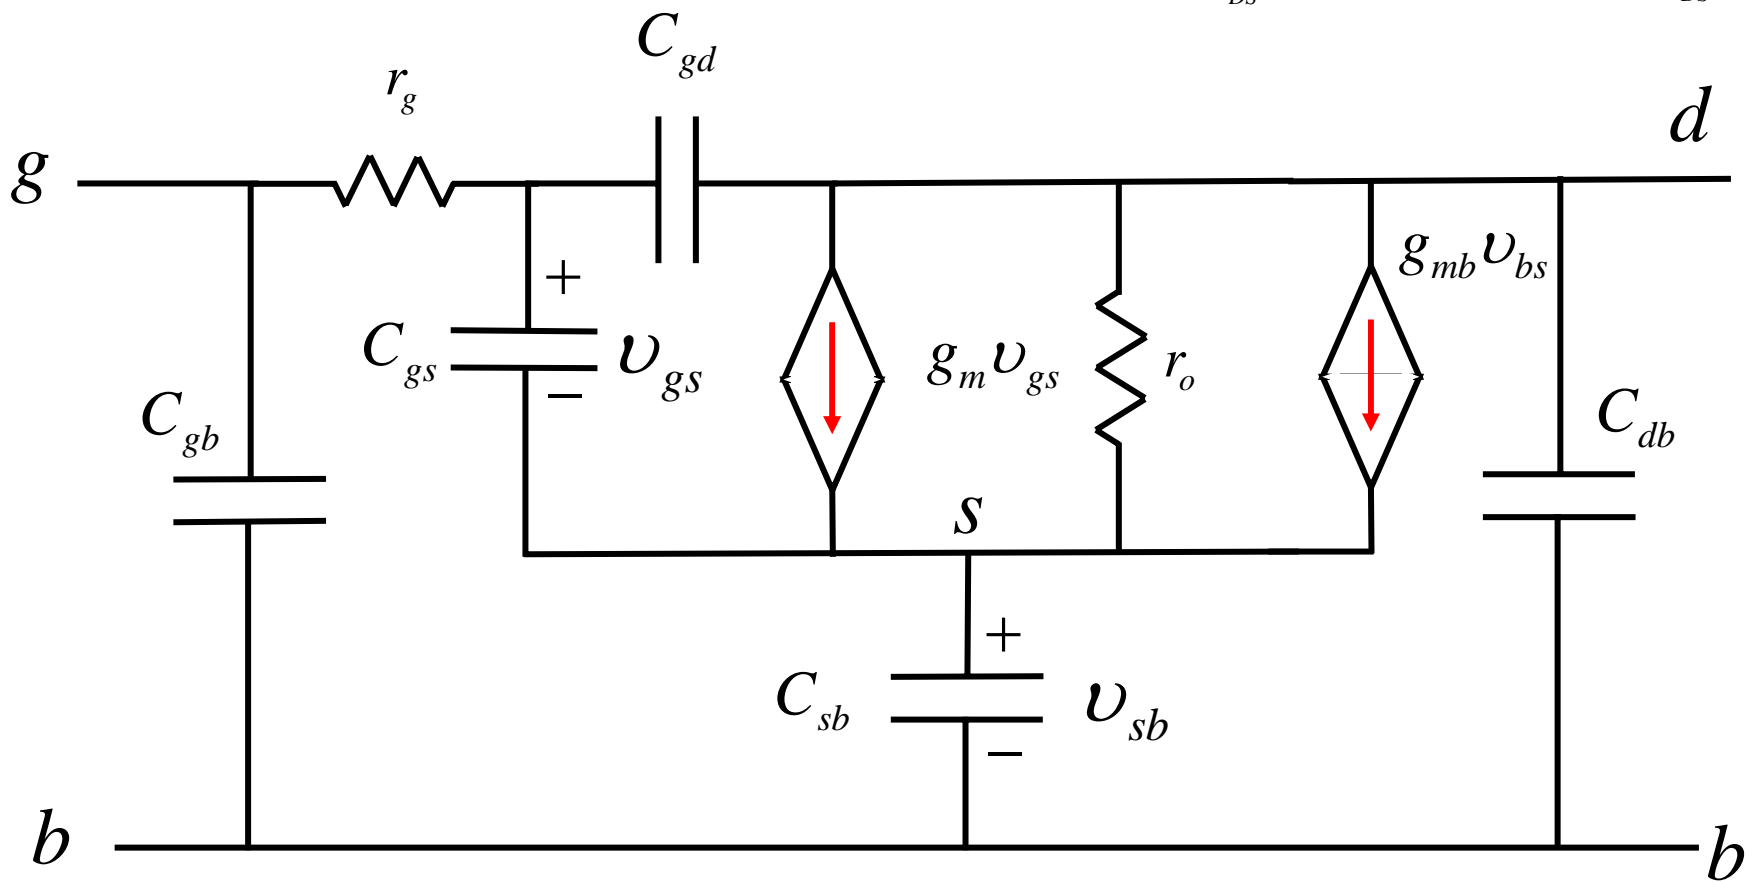 C_gd
r_g
d
g
g_mb υ_bs
+
C_gs
υ_gs
−
g_m υ_gs
r_o
C_gb
C_db
s
+
C_sb
υ_sb
−
b
b